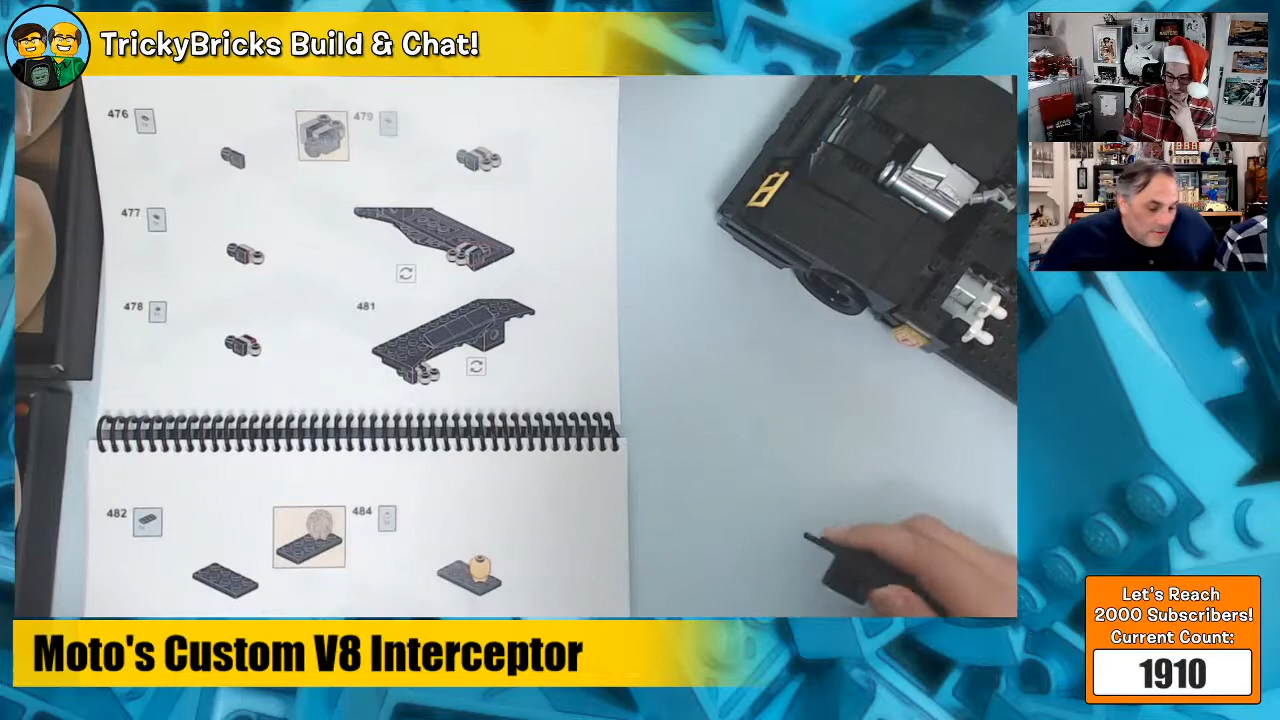 TrickyBricks Build & Chat!
476
479
477
478
481
482
484
Moto's Custom V8 Interceptor
Let's Reach
2000 Subscribers!
Current Count:
1910